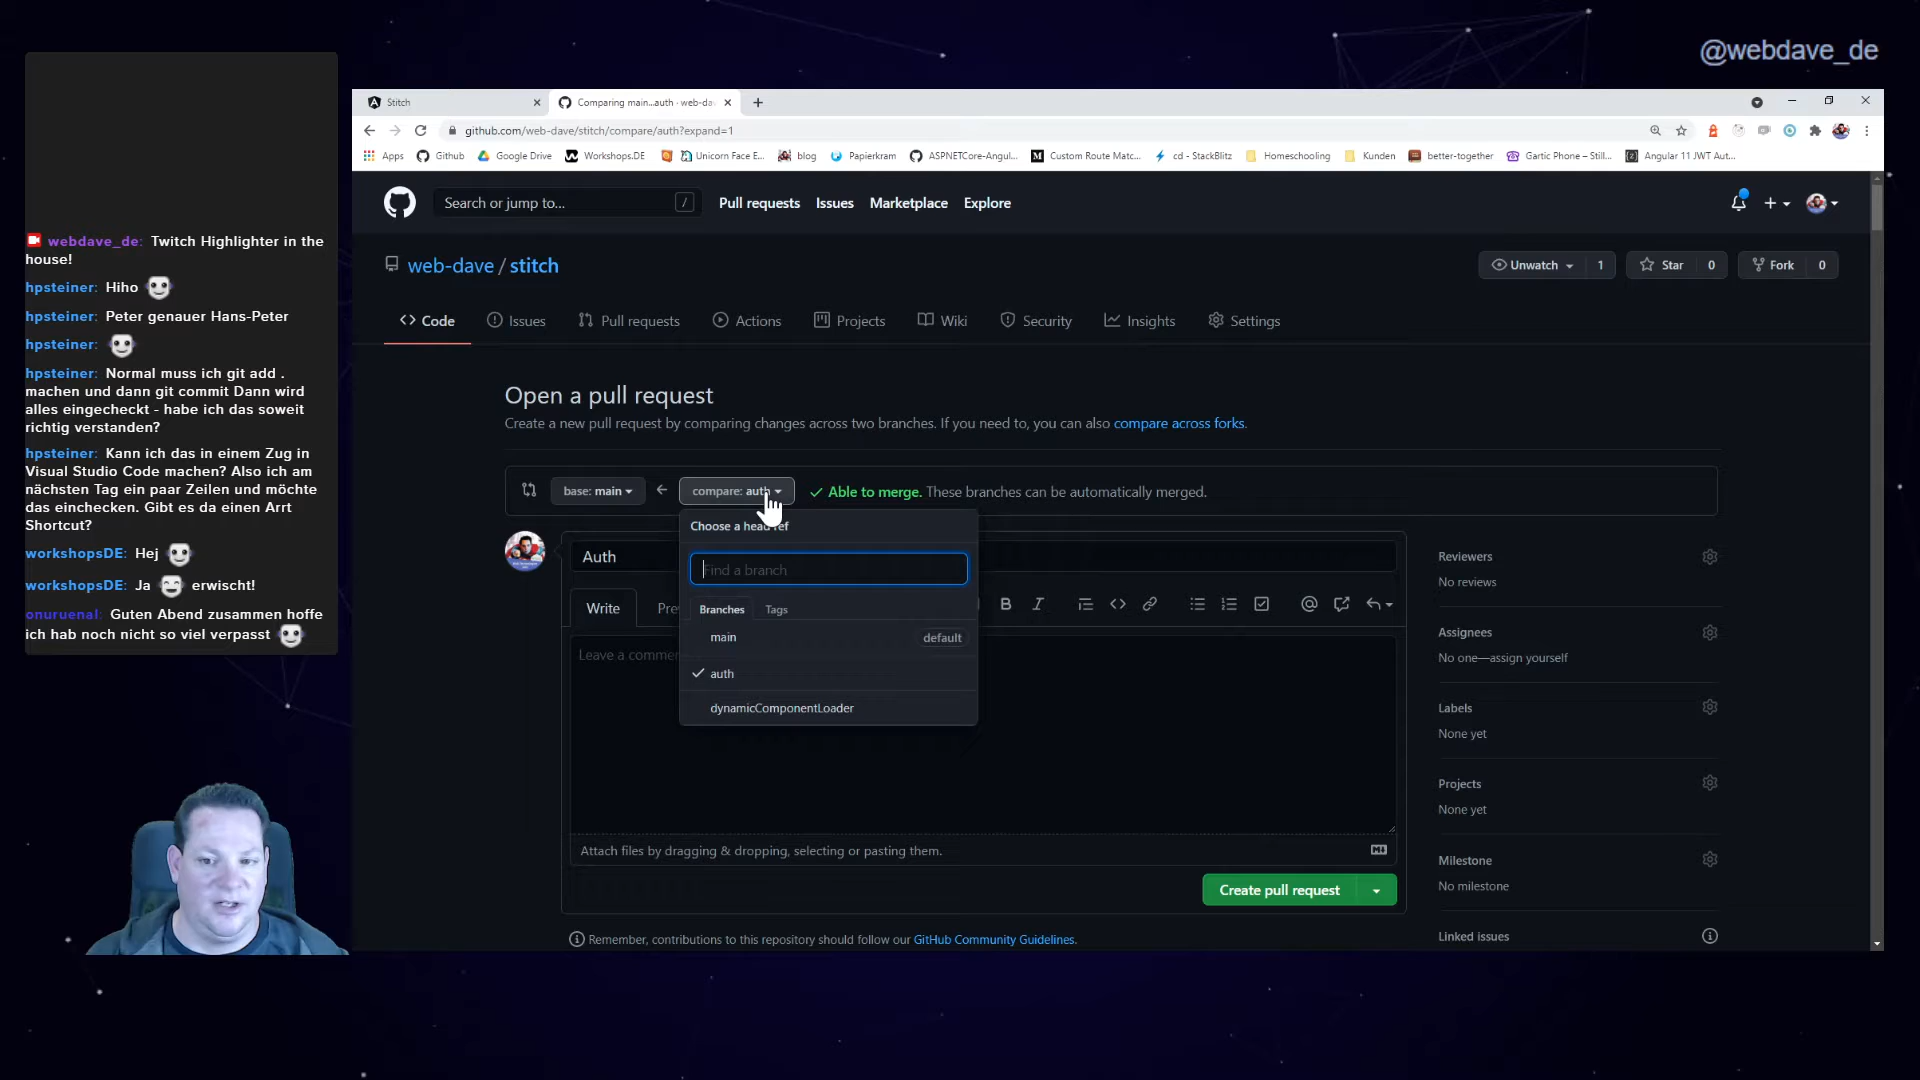 @webdave_de
webdave_de: Twitch Highlighter in the
house!
hpsteiner: Hiho
hpsteiner: Peter genauer Hans-Peter
hpsteiner:
hpsteiner: Normal muss ich git add .
machen und dann git commit Dann wird
alles eingecheckt - habe ich das soweit
richtig verstanden?
hpsteiner: Kann ich das in einem Zug in
Visual Studio Code machen? Also ich am
nächsten Tag ein paar Zeilen und möchte
das einchecken. Gibt es da einen Arrt
Shortcut?
workshopsDE: Hej
workshopsDE: Ja erwischt!
onuruenal: Guten Abend zusammen hoffe
ich hab noch nicht so viel verpasst
Stitch
Comparing main...auth · web-da
github.com/web-dave/stitch/compare/auth?expand=1
Apps Github Google Drive Workshops.DE Unicorn Face E... blog Papierkram ASPNETCore-Angul... Custom Route Matc... cd - StackBlitz Homeschooling Kunden better-together Gartic Phone – Still... Angular 11 JWT Aut...
Search or jump to... / Pull requests Issues Marketplace Explore
web-dave / stitch
Unwatch 1 Star 0 Fork 0
Code Issues Pull requests Actions Projects Wiki Security Insights Settings
Open a pull request
Create a new pull request by comparing changes across two branches. If you need to, you can also compare across forks.
base: main compare: auth Able to merge. These branches can be automatically merged.
Choose a head ref
Find a branch
Branches Tags
main default
auth
dynamicComponentLoader
Auth
Write Pre
Leave a comme
Attach files by dragging & dropping, selecting or pasting them.
Create pull request
Remember, contributions to this repository should follow our GitHub Community Guidelines.
Reviewers
No reviews
Assignees
No one—assign yourself
Labels
None yet
Projects
None yet
Milestone
No milestone
Linked issues